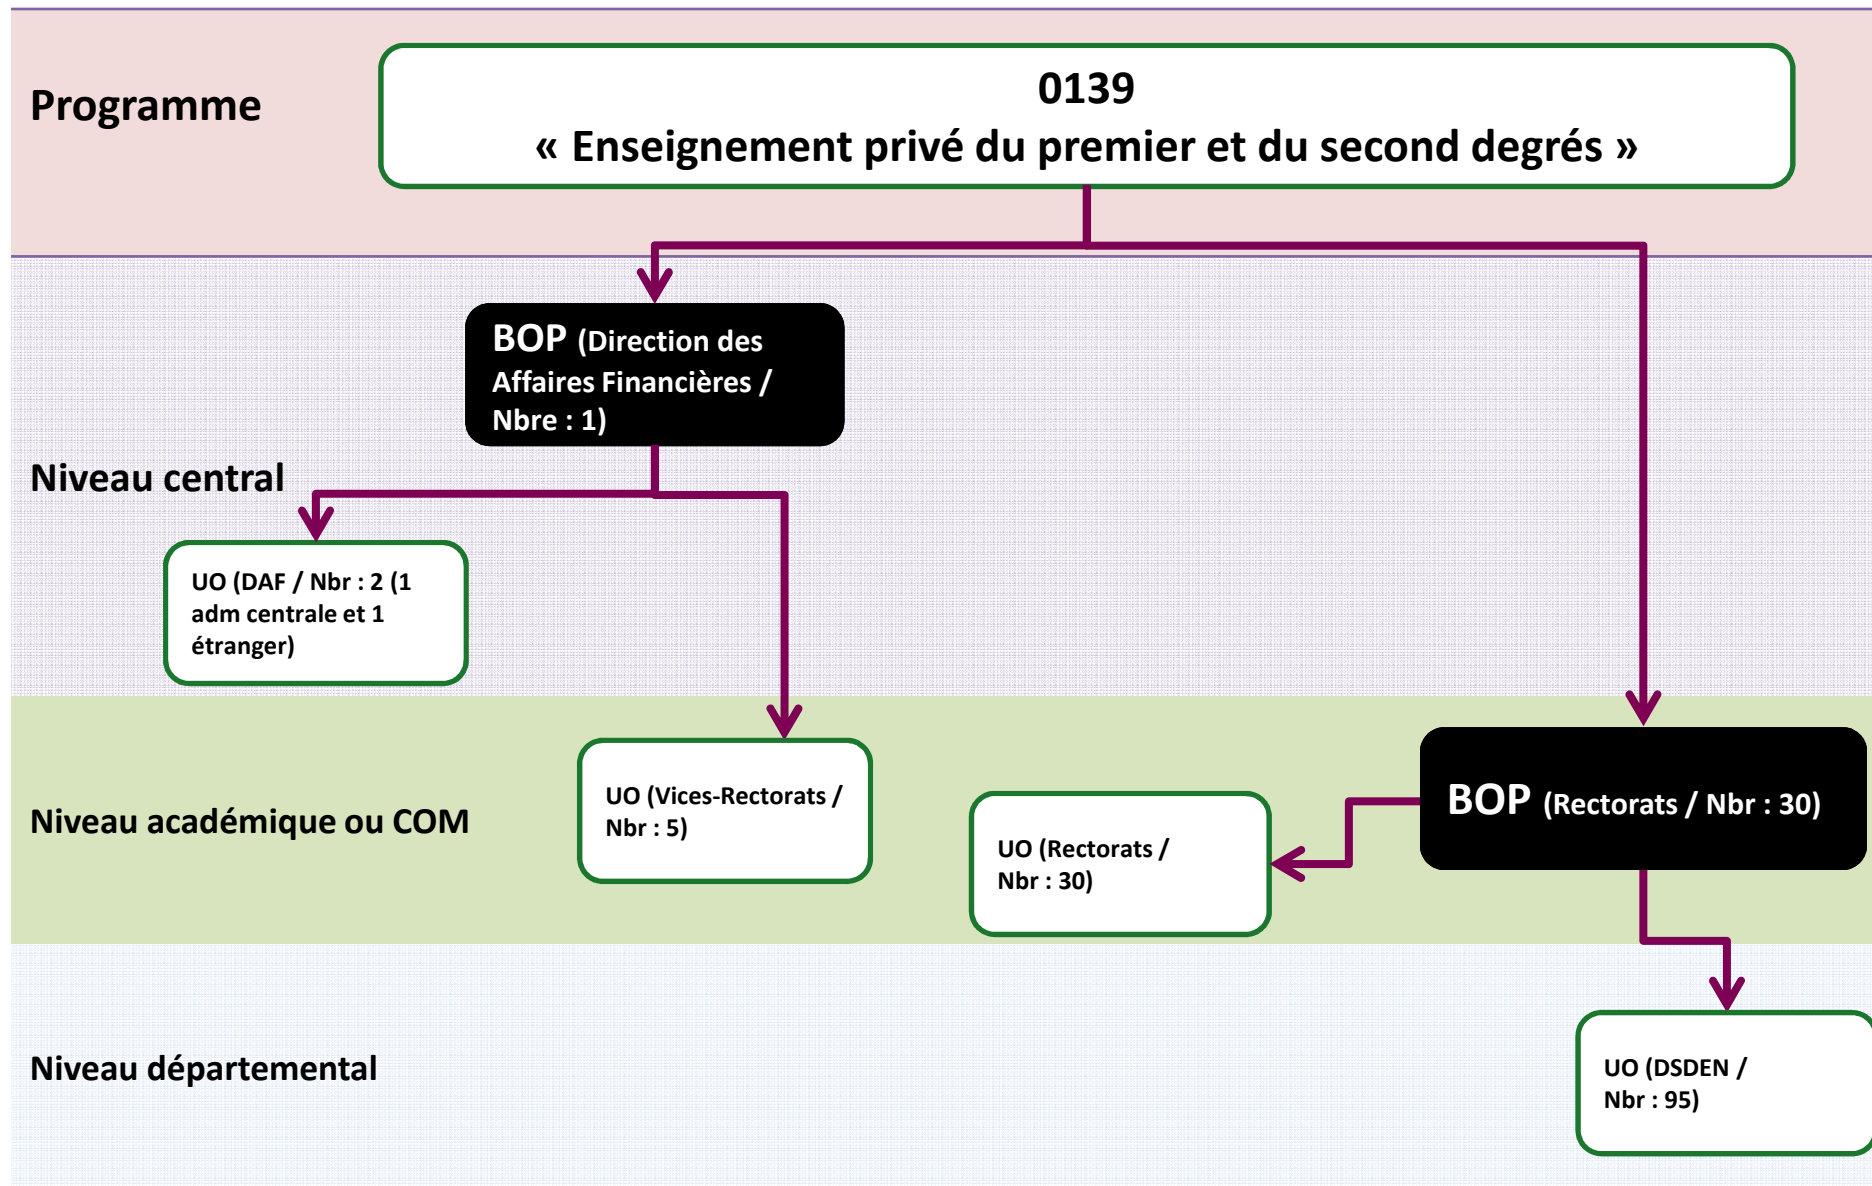 Programme
0139
« Enseignement privé du premier et du second degrés »
BOP (Direction des
Affaires Financières /
Nbre : 1)
Niveau central
UO (DAF / Nbr : 2 (1
adm centrale et 1
étranger)
Niveau académique ou COM
UO (Vices-Rectorats /
Nbr : 5)
UO (Rectorats /
Nbr : 30)
BOP (Rectorats / Nbr : 30)
Niveau départemental
UO (DSDEN /
Nbr : 95)